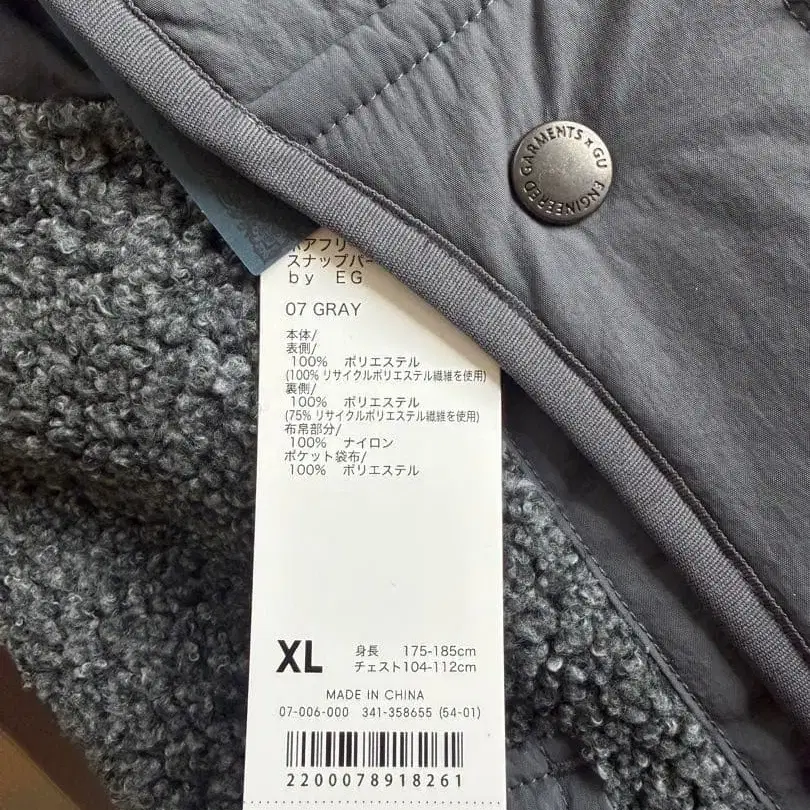 ENGINEERED GARMENTS × GU
ボアフリー
スナップパー
by EG
07 GRAY
本体/
表側/
100% ポリエステル
(100% リサイクルポリエステル繊維を使用)
裏側/
100% ポリエステル
(75% リサイクルポリエステル繊維を使用)
布帛部分/
100% ナイロン
ポケット袋布/
100% ポリエステル
XL
身長 175-185cm
チェスト104-112cm
MADE IN CHINA
07-006-000 341-358655 (54-01)
2200078918261